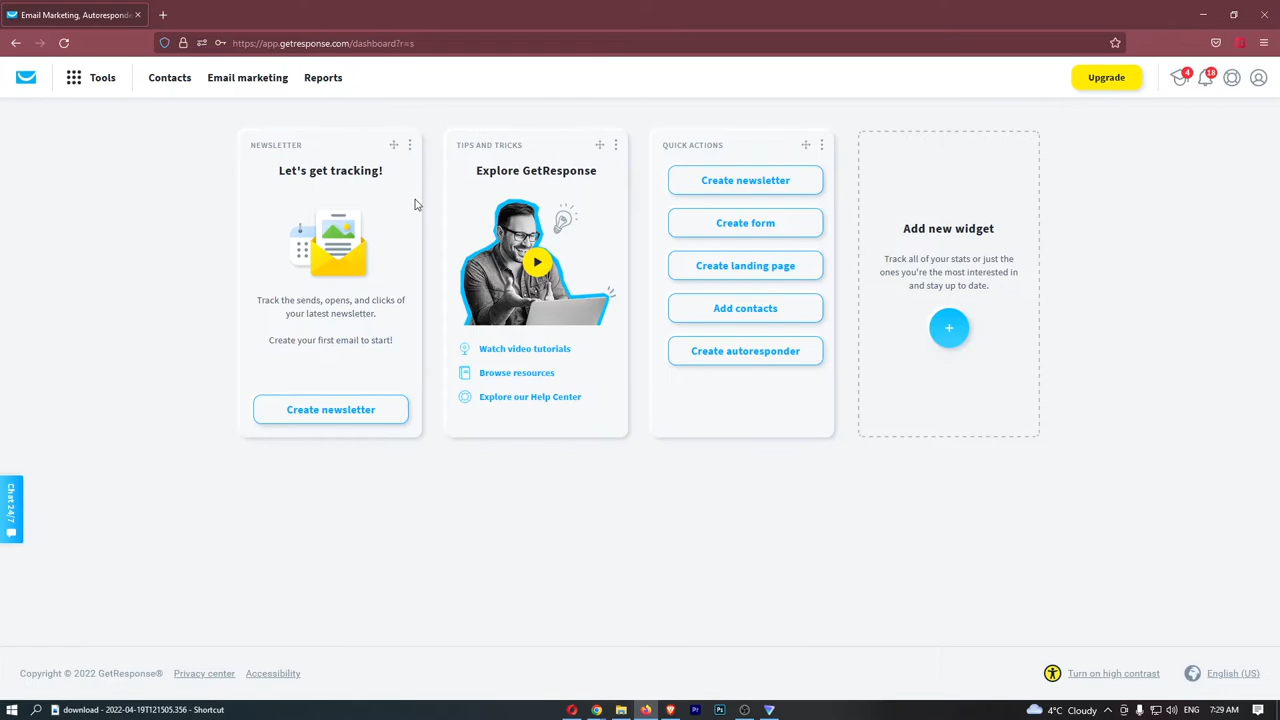 Email Marketing, Autoresponde
https://app.getresponse.com/dashboard?r=s
Tools
Contacts
Email marketing
Reports
Upgrade
4
18
NEWSLETTER
Let's get tracking!
Track the sends, opens, and clicks of
your latest newsletter.
Create your first email to start!
Create newsletter
TIPS AND TRICKS
Explore GetResponse
Watch video tutorials
Browse resources
Explore our Help Center
QUICK ACTIONS
Create newsletter
Create form
Create landing page
Add contacts
Create autoresponder
Add new widget
Track all of your stats or just the
ones you're the most interested in
and stay up to date.
Chat 24/7
Copyright © 2022 GetResponse®
Privacy center
Accessibility
Turn on high contrast
English (US)
download - 2022-04-19T121505.356 - Shortcut
4°C Cloudy
ENG
7:29 AM